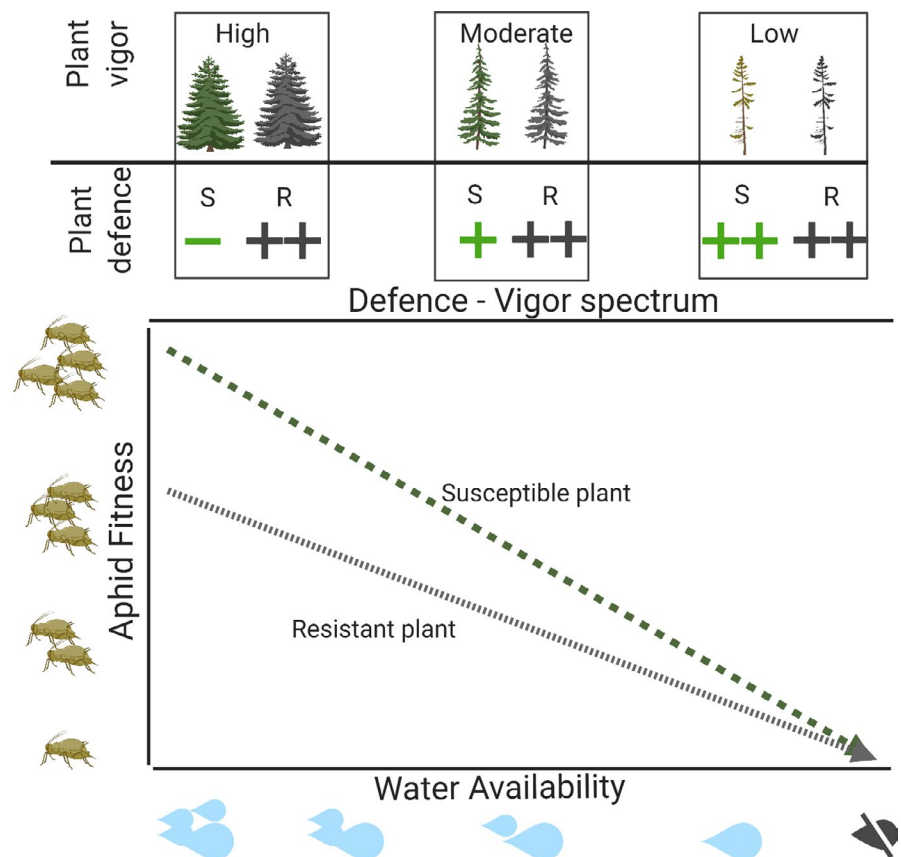 Plant
vigor
High
Moderate
Low
Plant
defence
S R
S R
S R
Defence - Vigor spectrum
Aphid Fitness
Susceptible plant
Resistant plant
Water Availability